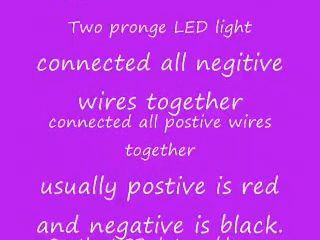 Two pronge LED light
connected all negitive
wires together
connected all postive wires
together
usually postive is red
and negative is black.